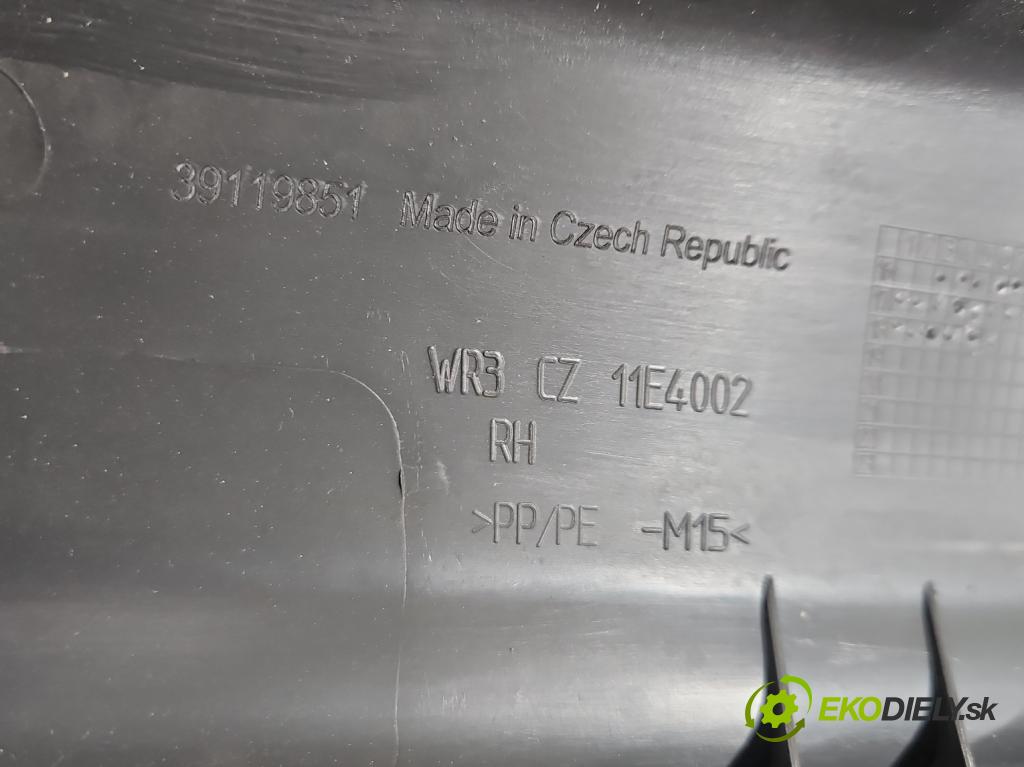 39119851 Made in Czech Republic
WR3 CZ 11E4002
RH
>PP/PE -M15<
EKODIELY.sk